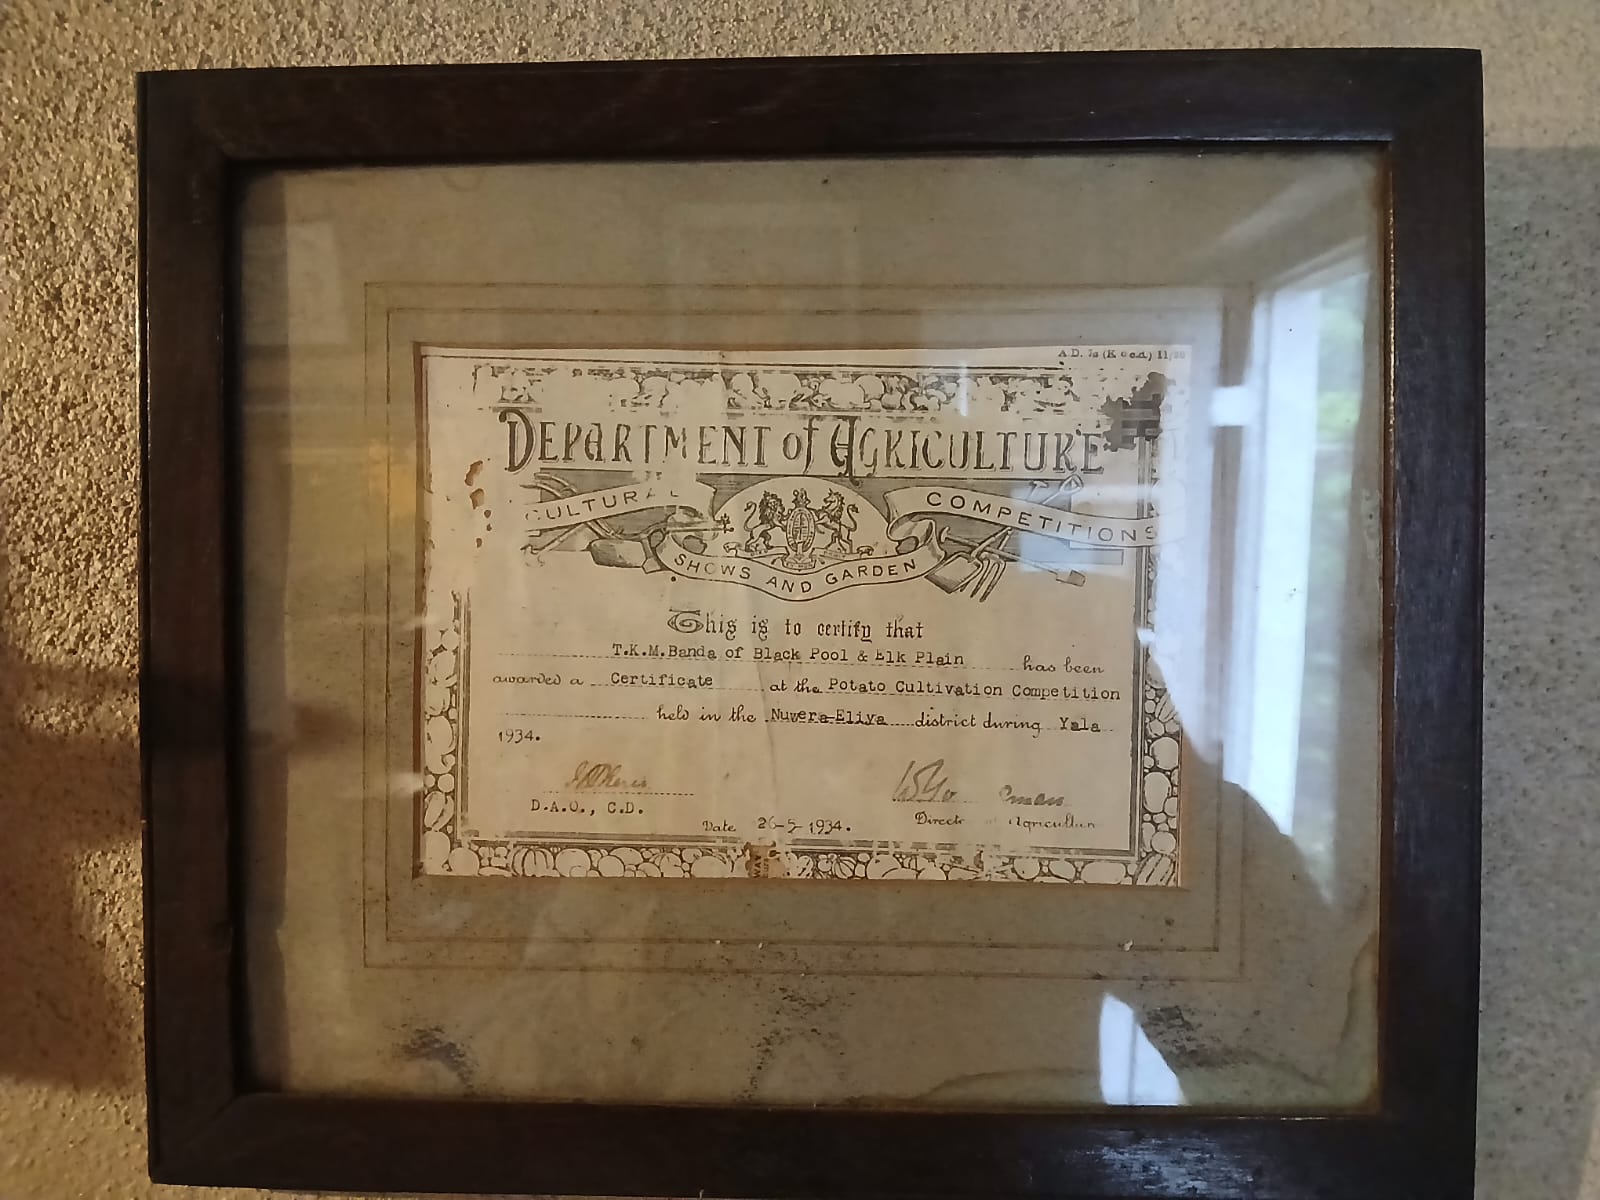 DEPARTMENT of AGRICULTURE
CULTURAL COMPETITIONS
SHOWS AND GARDEN
This is to certify that
T.K.M.Banda of Black Pool & Elk Plain has been
awarded a Certificate at the Potato Cultivation Competition
held in the Nuwera-Eliya district during Yala
1934.
D.A.O., C.D.
Date 26-5-1934.